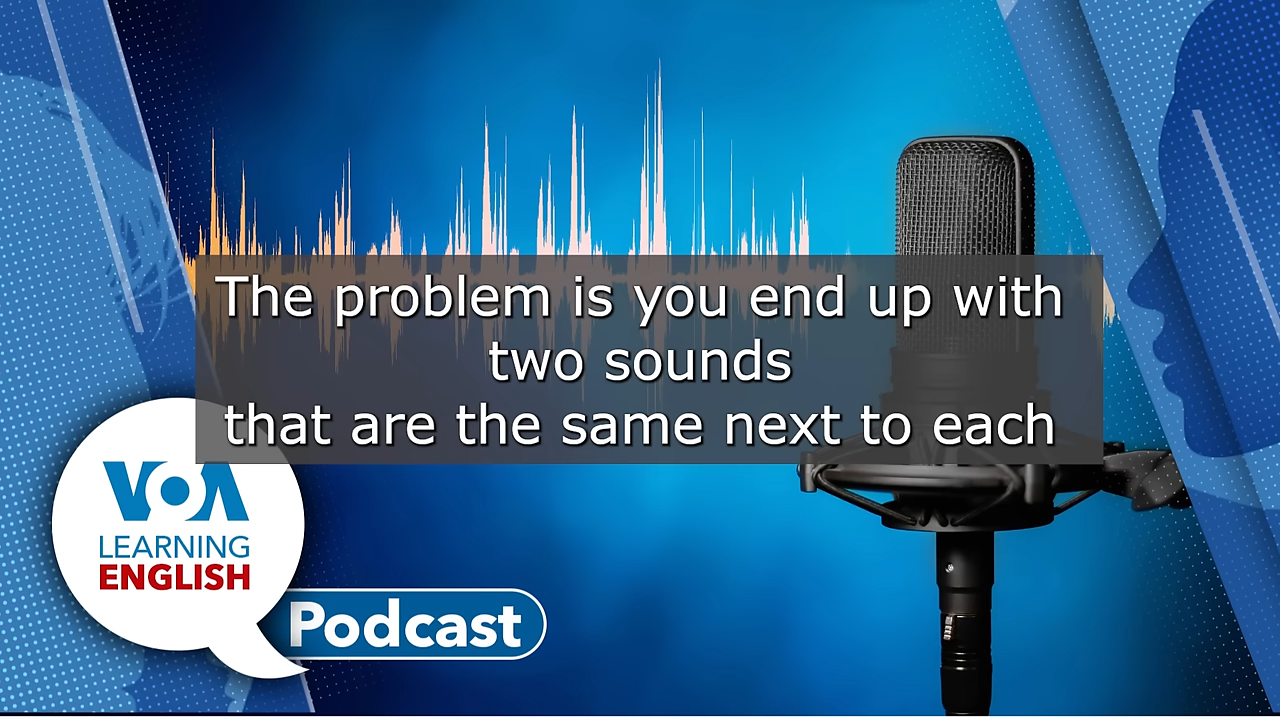 The problem is you end up with
two sounds
that are the same next to each
VOA
LEARNING
ENGLISH
Podcast